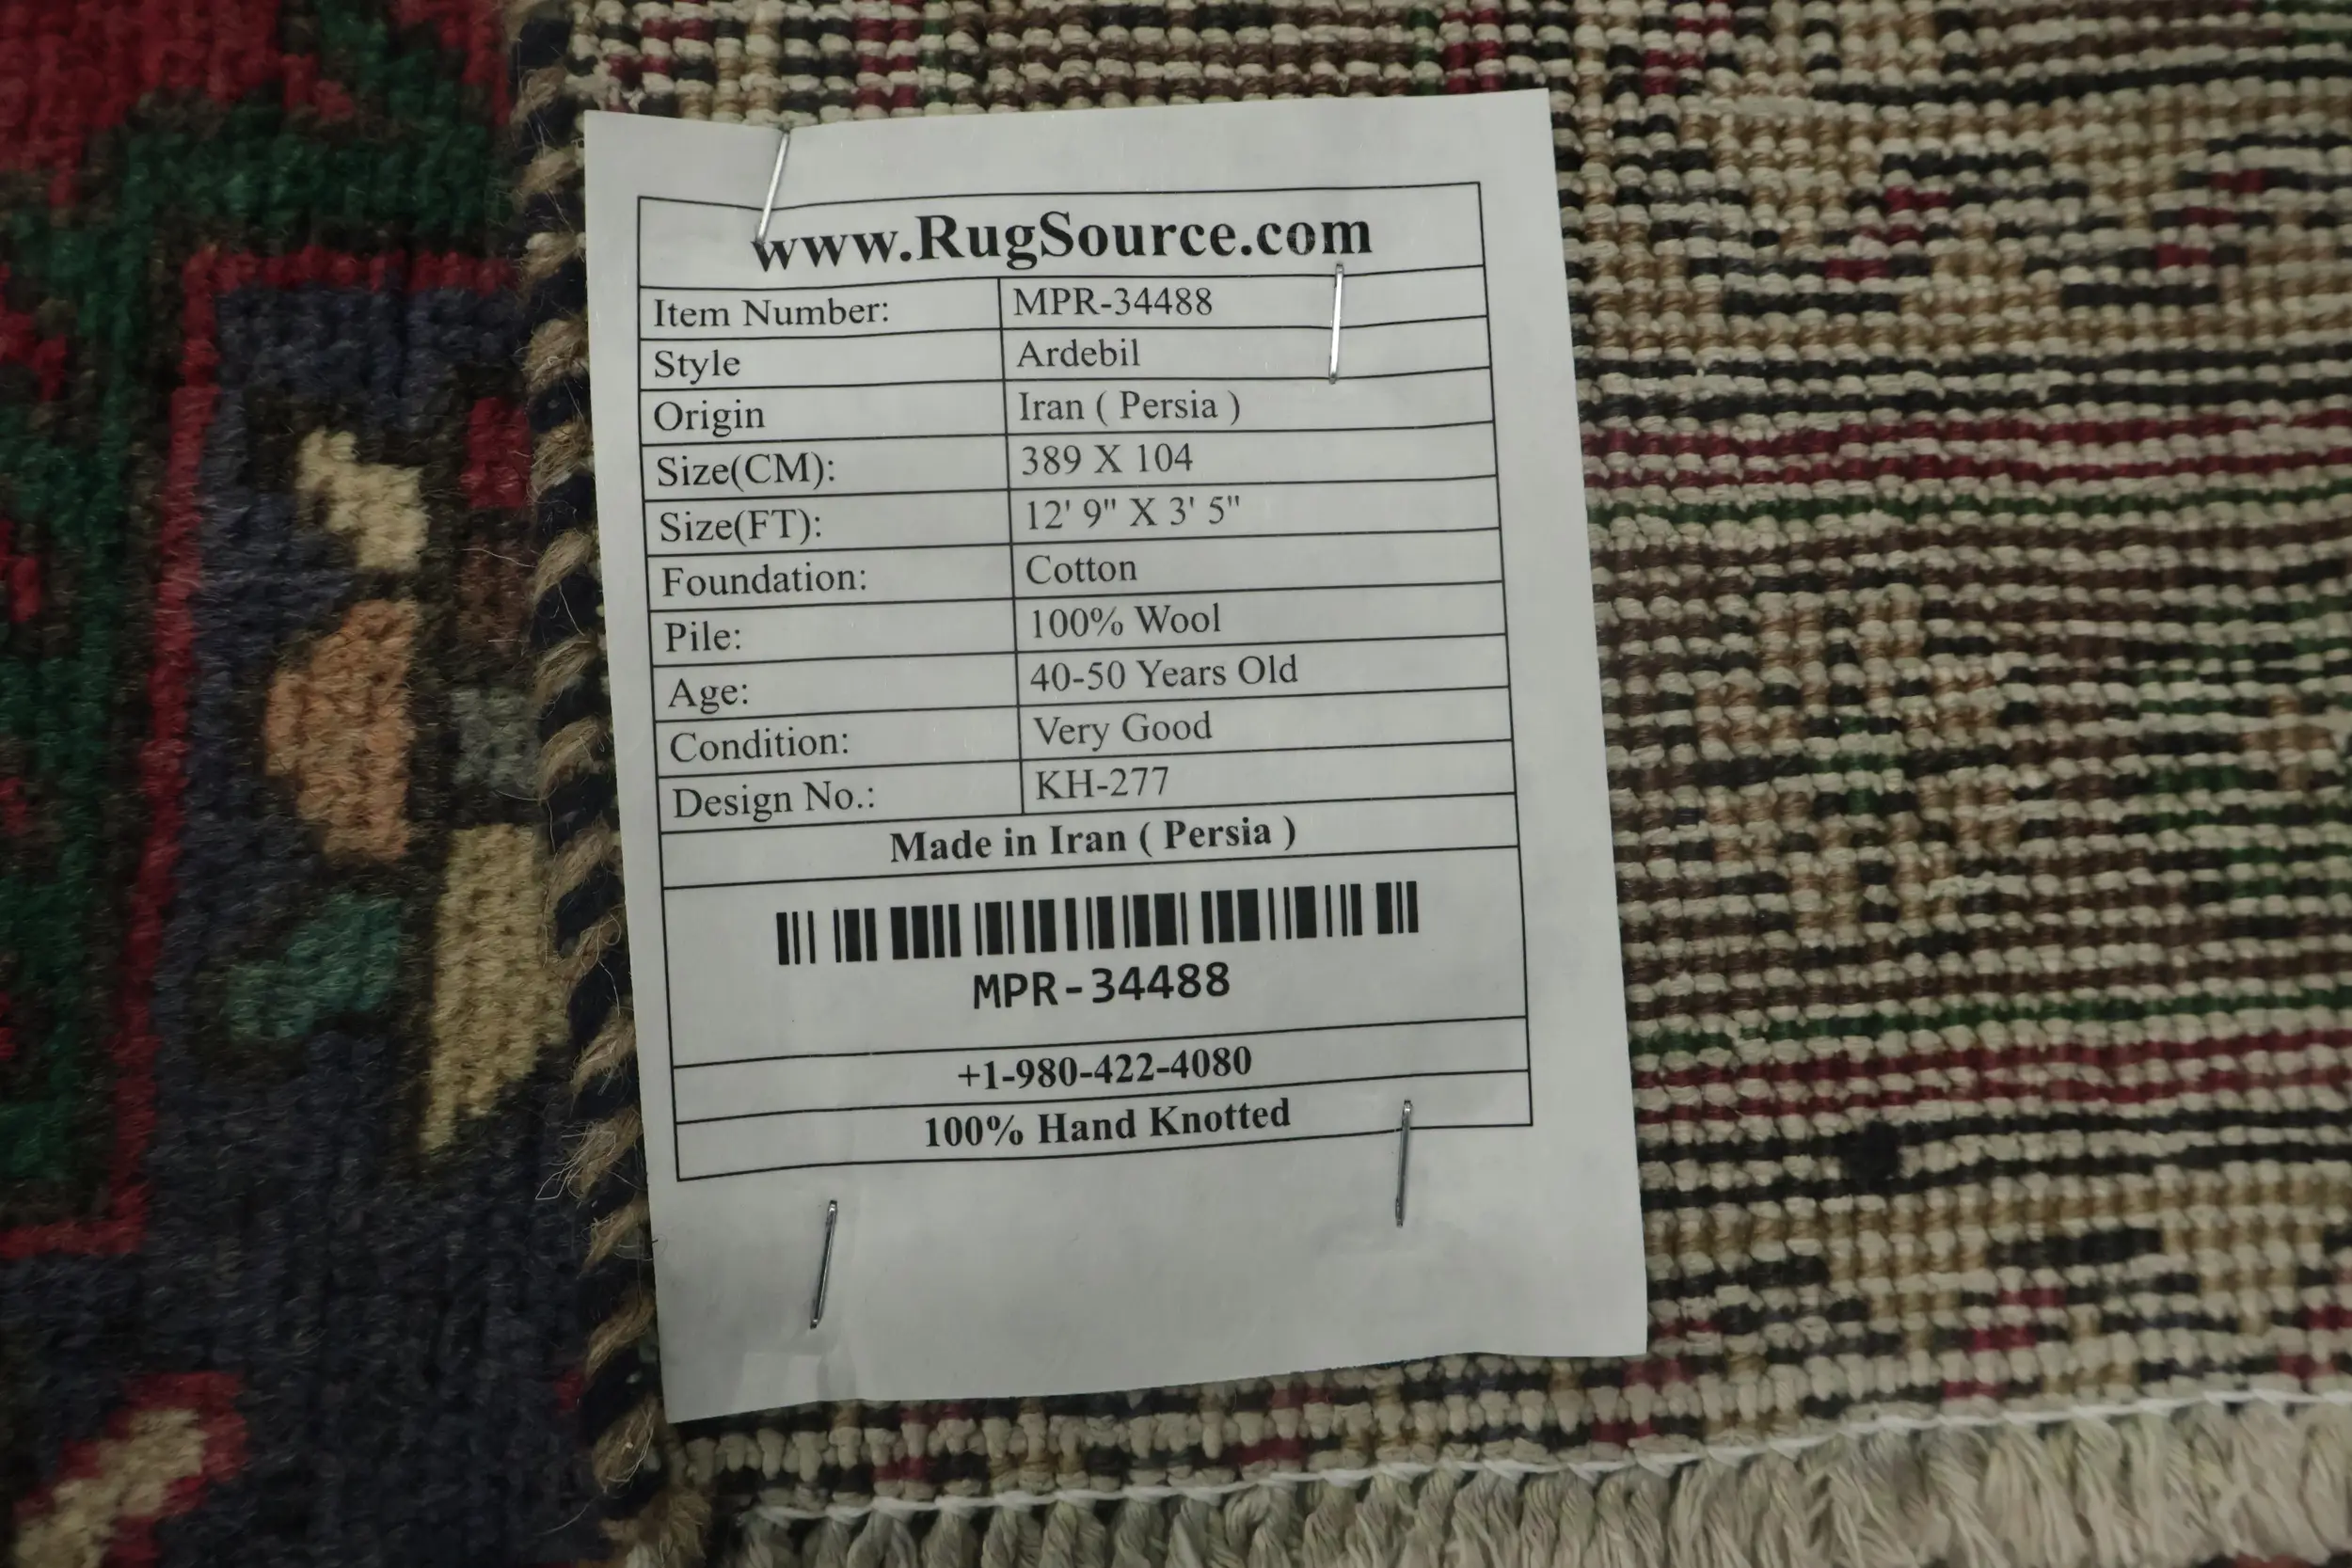 www.RugSource.com
Item Number: MPR-34488
Style Ardebil
Origin Iran ( Persia )
Size(CM): 389 X 104
Size(FT): 12' 9" X 3' 5"
Foundation: Cotton
Pile: 100% Wool
Age: 40-50 Years Old
Condition: Very Good
Design No.: KH-277
Made in Iran ( Persia )
MPR-34488
+1-980-422-4080
100% Hand Knotted